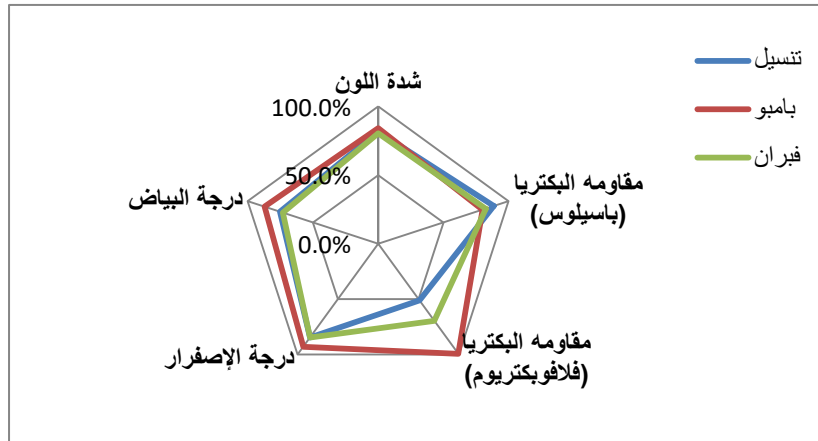 شدة اللون
100.0%
50.0%
0.0%
مقاومه البكتريا
(باسيلوس)
مقاومه البكتريا
(فلافوبكتريوم)
درجة الإصفرار
درجة البياض
تنسيل
بامبو
فبران